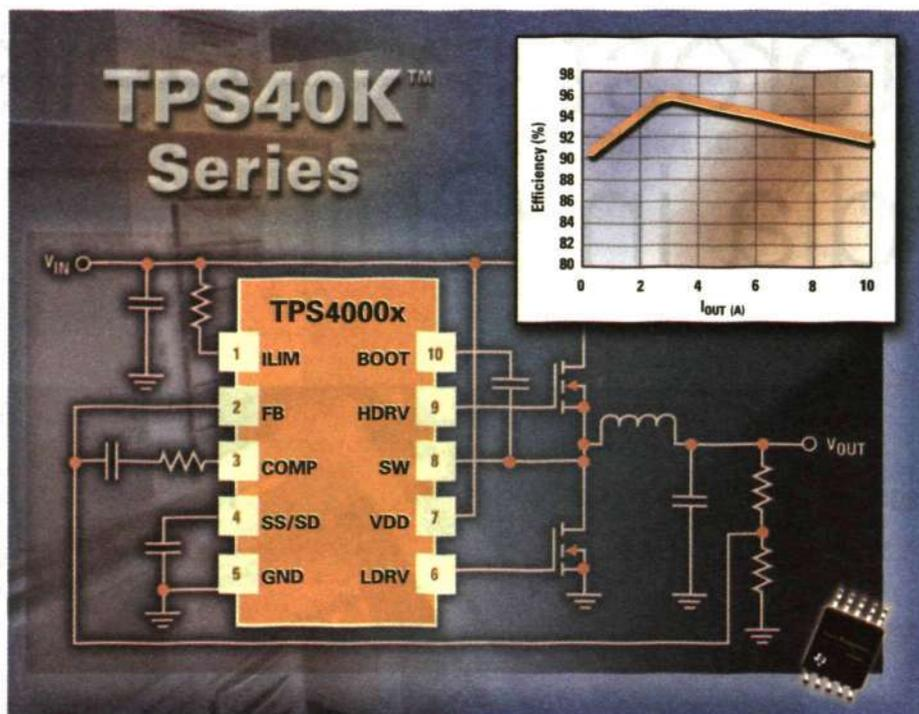 TPS40K™
Series
98
96
94
92
90
88
86
84
82
80
Efficiency (%)
0 2 4 6 8 10
IOUT (A)
VIN
TPS4000x
1 ILIM BOOT 10
2 FB HDRV 9
3 COMP SW 8
4 SS/SD VDD 7
5 GND LDRV 6
VOUT